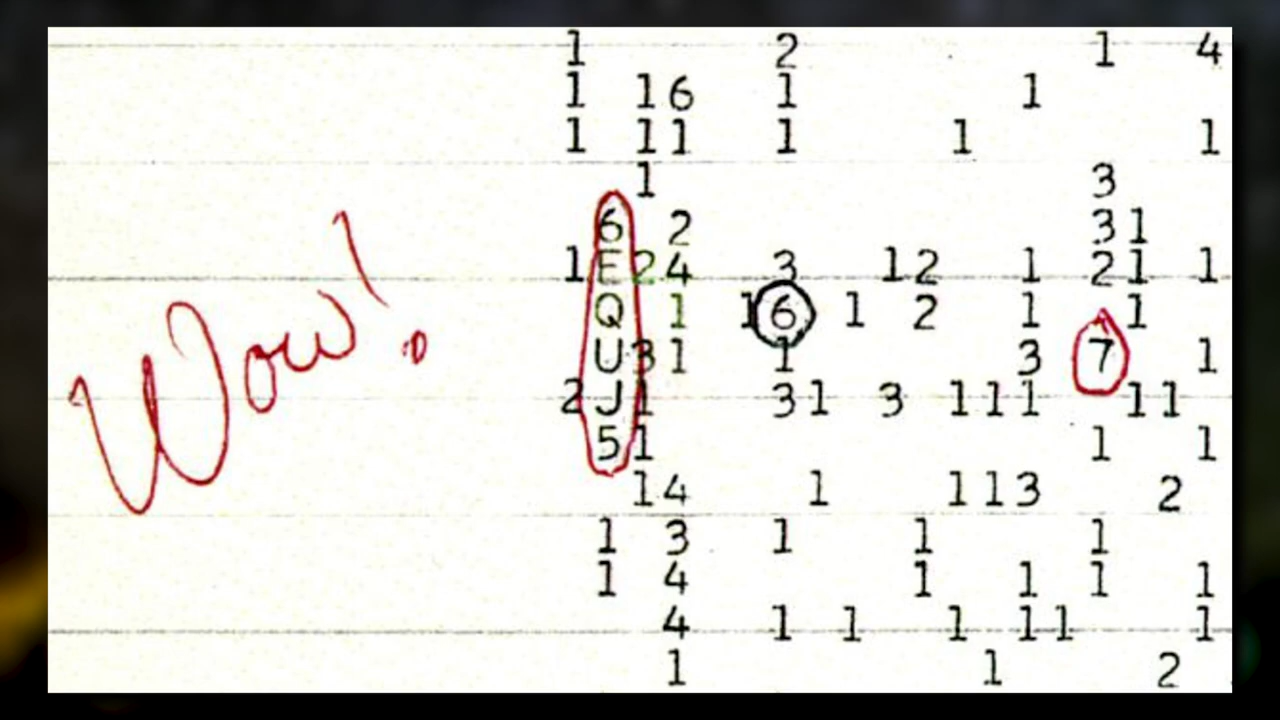 1 2 1 4
1 16 1 1
1 11 1 1 1
1 3
6 2 31
1E24 3 12 1 21 1
Q 1 16 1 2 1 1
U31 1 3 7 1
2J1 31 3 111 11
51 1 1
14 1 113 2
1 3 1 1 1
1 4 1 1 1 1
4 1 1 1 11 1
1 1 2
Wow!